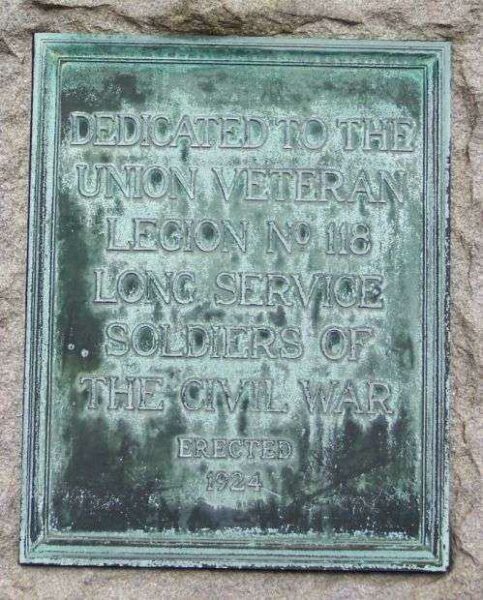 DEDICATED TO THE
UNION VETERAN
LEGION Nº 118
LONG SERVICE
SOLDIERS OF
THE CIVIL WAR
ERECTED
1924